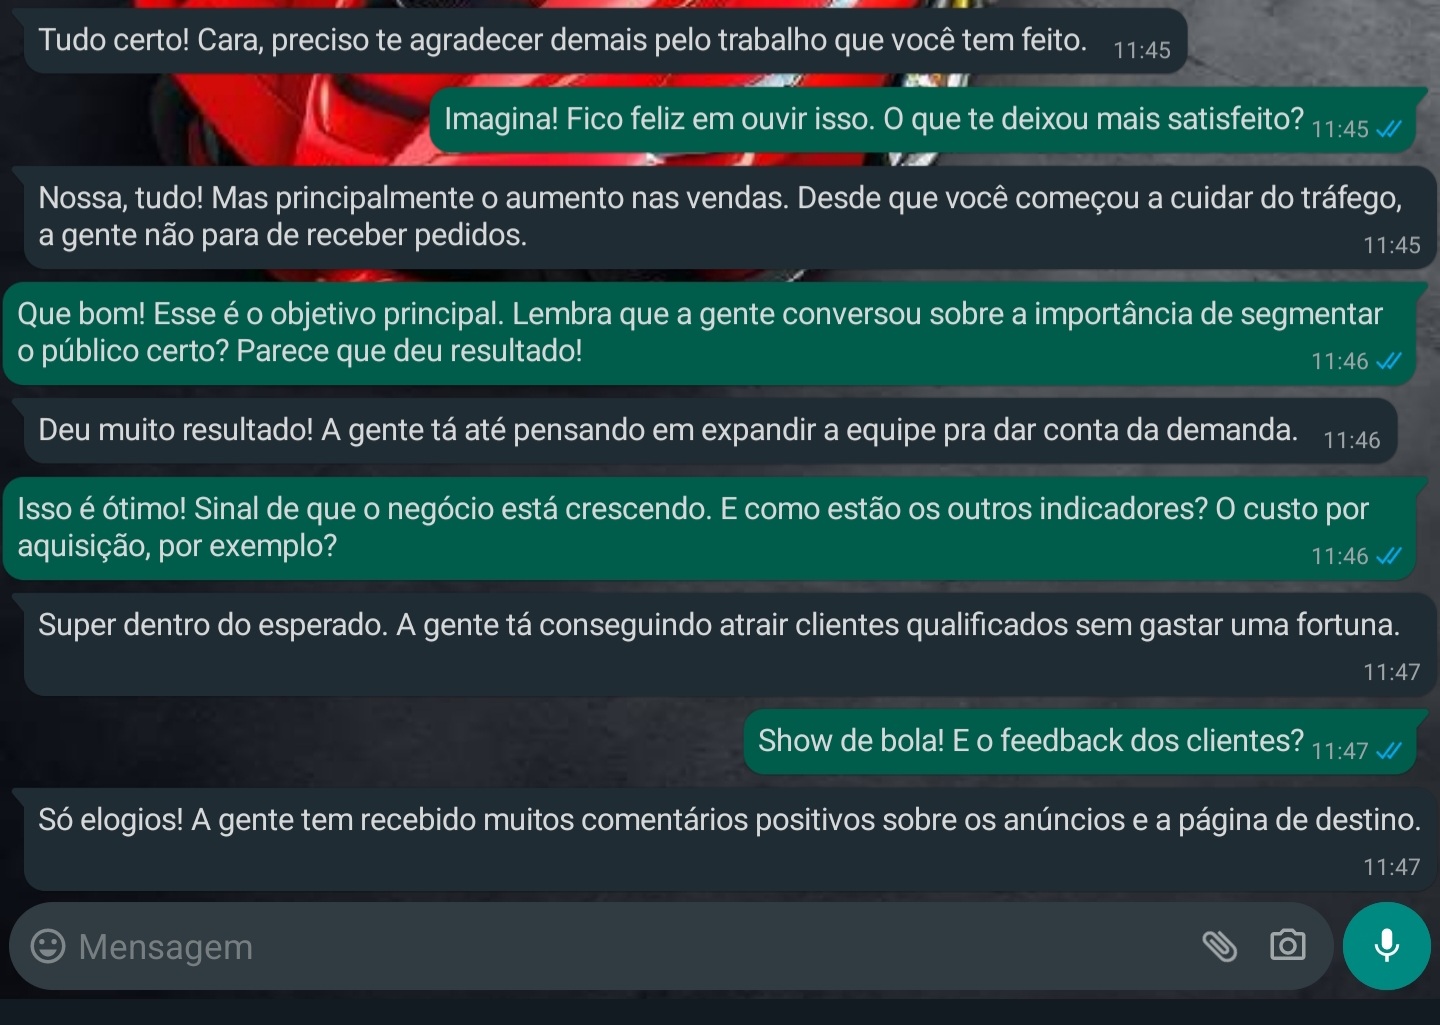 Tudo certo! Cara, preciso te agradecer demais pelo trabalho que você tem feito. 11:45
Imagina! Fico feliz em ouvir isso. O que te deixou mais satisfeito? 11:45
Nossa, tudo! Mas principalmente o aumento nas vendas. Desde que você começou a cuidar do tráfego,
a gente não para de receber pedidos. 11:45
Que bom! Esse é o objetivo principal. Lembra que a gente conversou sobre a importância de segmentar
o público certo? Parece que deu resultado! 11:46
Deu muito resultado! A gente tá até pensando em expandir a equipe pra dar conta da demanda. 11:46
Isso é ótimo! Sinal de que o negócio está crescendo. E como estão os outros indicadores? O custo por
aquisição, por exemplo? 11:46
Super dentro do esperado. A gente tá conseguindo atrair clientes qualificados sem gastar uma fortuna.
11:47
Show de bola! E o feedback dos clientes? 11:47
Só elogios! A gente tem recebido muitos comentários positivos sobre os anúncios e a página de destino.
11:47
Mensagem